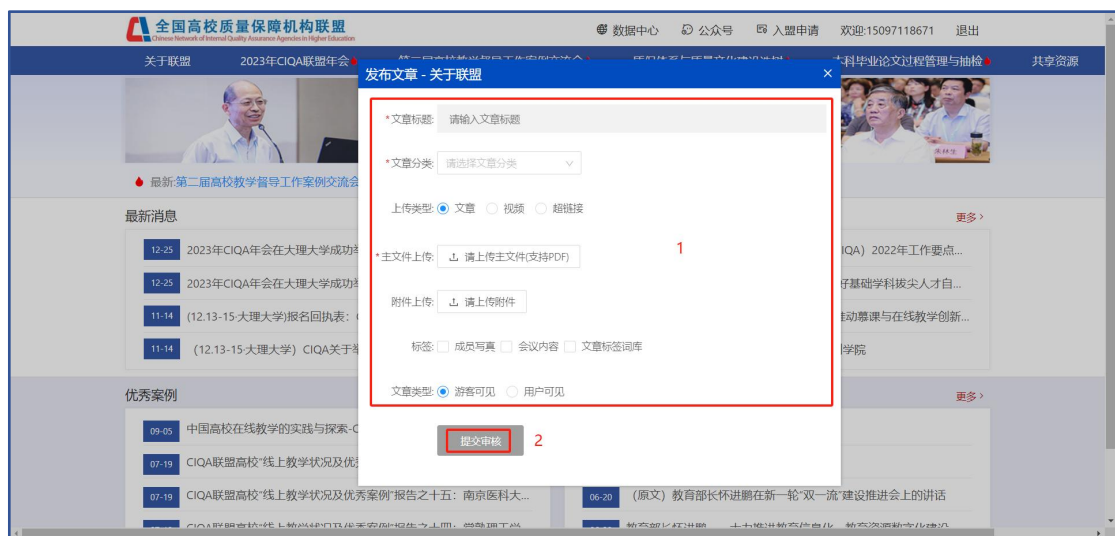 全国高校质量保障机构联盟
Chinese Network of Internal Quality Assurance Agencies in Higher Education
数据中心 公众号 入盟申请 欢迎:15097118671 退出
关于联盟 2023年CIQA联盟年会 本科毕业论文过程管理与抽检 共享资源
发布文章 - 关于联盟 ×
*文章标题: 请输入文章标题
*文章分类: 请选择文章分类
上传类型: 文章 视频 超链接
*主文件上传: 请上传主文件(支持PDF)
附件上传: 请上传附件
标签: 成员写真 会议内容 文章标签词库
文章类型: 游客可见 用户可见
1
提交审核 2
最新:第二届高校教学督导工作案例交流会
最新消息 更多 >
12-25 2023年CIQA年会在大理大学成功举
12-25 2023年CIQA年会在大理大学成功举
11-14 (12.13-15·大理大学)报名回执表:
11-14 (12.13-15·大理大学) CIQA关于举
IQA) 2022年工作要点...
好基础学科拔尖人才自...
推动慕课与在线教学创新...
学院
优秀案例 更多 >
09-05 中国高校在线教学的实践与探索-C
07-19 CIQA联盟高校“线上教学状况及优
07-19 CIQA联盟高校“线上教学状况及优秀案例”报告之十五：南京医科大...
06-20 (原文) 教育部长怀进鹏在新一轮“双一流”建设推进会上的讲话